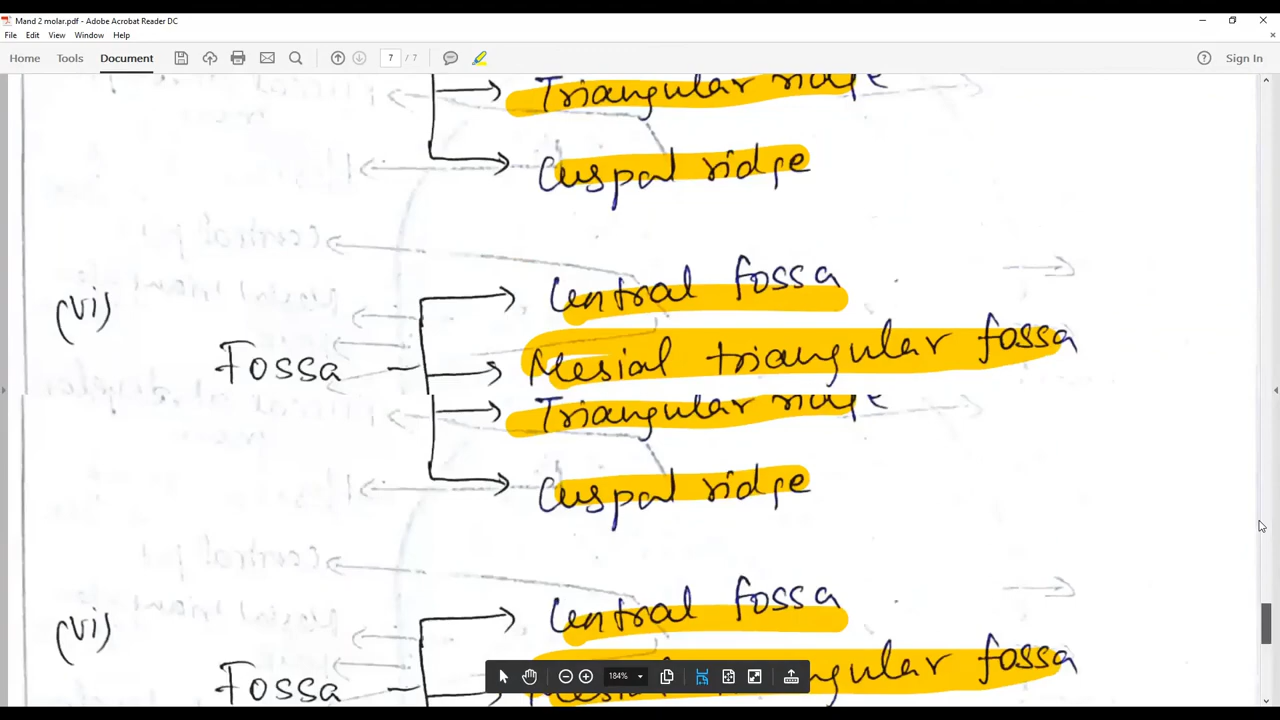 Mand 2 molar.pdf - Adobe Acrobat Reader DC
File Edit View Window Help
Home Tools Document 7 / 7 Sign In
Triangular ridge
Cuspal ridge
Central fossa
(vi)
Mesial triangular fossa
Fossa
Triangular ridge
Cuspal ridge
Central fossa
(vi)
Mesial triangular fossa
Fossa
184%